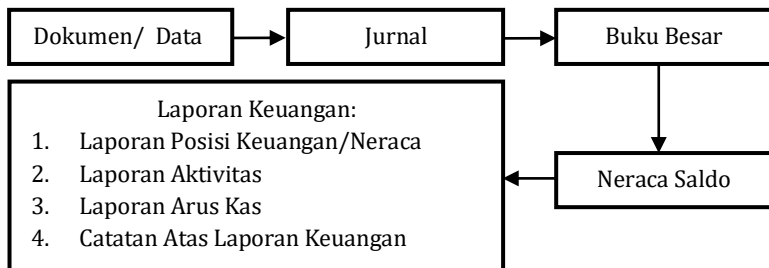 Dokumen/ Data
Jurnal
Buku Besar
Neraca Saldo
Laporan Keuangan:
1. Laporan Posisi Keuangan/Neraca
2. Laporan Aktivitas
3. Laporan Arus Kas
4. Catatan Atas Laporan Keuangan